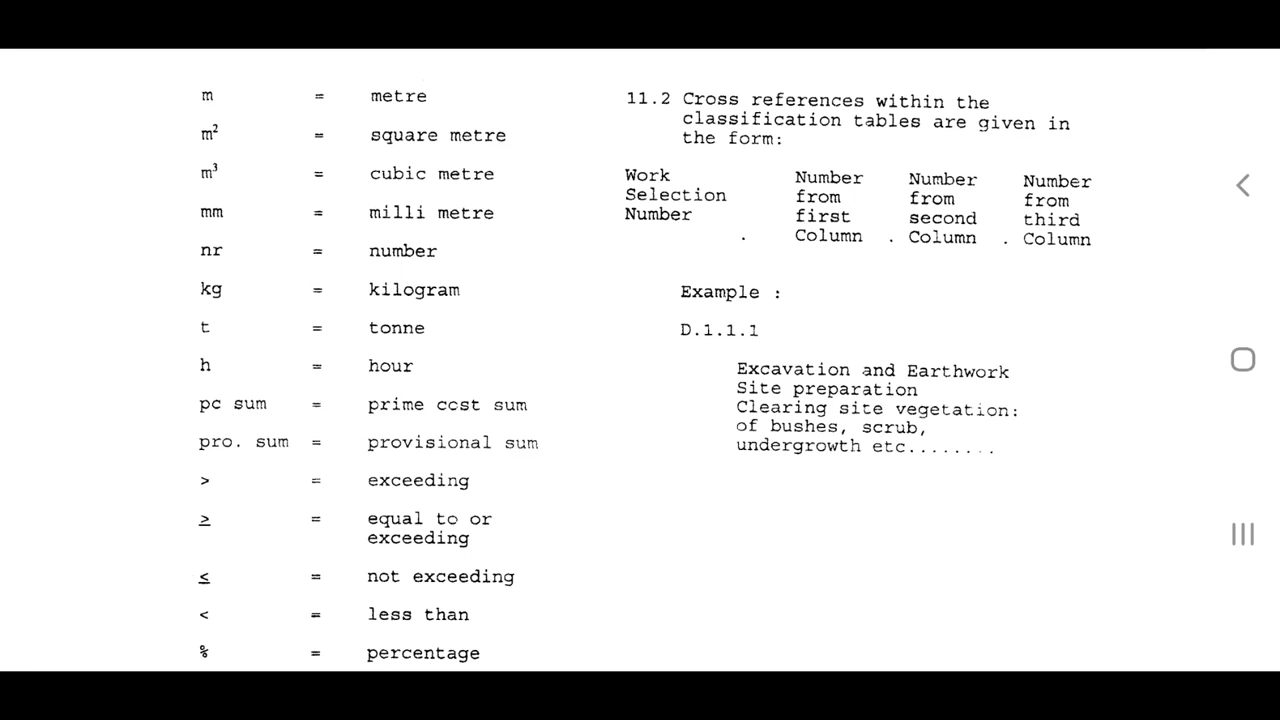 m = metre
m² = square metre
m³ = cubic metre
mm = milli metre
nr = number
kg = kilogram
t = tonne
h = hour
pc sum = prime ccst sum
pro. sum = provisional sum
> = exceeding
≥ = equal to or
exceeding
≤ = not exceeding
< = less than
% = percentage
11.2 Cross references within the
classification tables are given in
the form:
Work Number Number Number
Selection from from from
Number first second third
. Column . Column . Column
Example :
D.1.1.1
Excavation and Earthwork
Site preparation
Clearing site vegetation:
of bushes, scrub,
undergrowth etc........